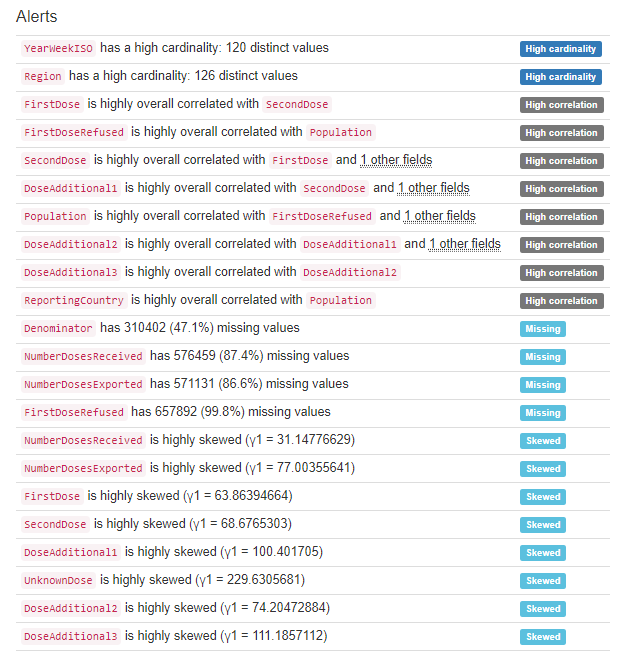 Alerts
YearWeekISO has a high cardinality: 120 distinct values High cardinality
Region has a high cardinality: 126 distinct values High cardinality
FirstDose is highly overall correlated with SecondDose High correlation
FirstDoseRefused is highly overall correlated with Population High correlation
SecondDose is highly overall correlated with FirstDose and 1 other fields High correlation
DoseAdditional1 is highly overall correlated with SecondDose and 1 other fields High correlation
Population is highly overall correlated with FirstDoseRefused and 1 other fields High correlation
DoseAdditional2 is highly overall correlated with DoseAdditional1 and 1 other fields High correlation
DoseAdditional3 is highly overall correlated with DoseAdditional2 High correlation
ReportingCountry is highly overall correlated with Population High correlation
Denominator has 310402 (47.1%) missing values Missing
NumberDosesReceived has 576459 (87.4%) missing values Missing
NumberDosesExported has 571131 (86.6%) missing values Missing
FirstDoseRefused has 657892 (99.8%) missing values Missing
NumberDosesReceived is highly skewed (γ1 = 31.14776629) Skewed
NumberDosesExported is highly skewed (γ1 = 77.00355641) Skewed
FirstDose is highly skewed (γ1 = 63.86394664) Skewed
SecondDose is highly skewed (γ1 = 68.6765303) Skewed
DoseAdditional1 is highly skewed (γ1 = 100.401705) Skewed
UnknownDose is highly skewed (γ1 = 229.6305681) Skewed
DoseAdditional2 is highly skewed (γ1 = 74.20472884) Skewed
DoseAdditional3 is highly skewed (γ1 = 111.1857112) Skewed